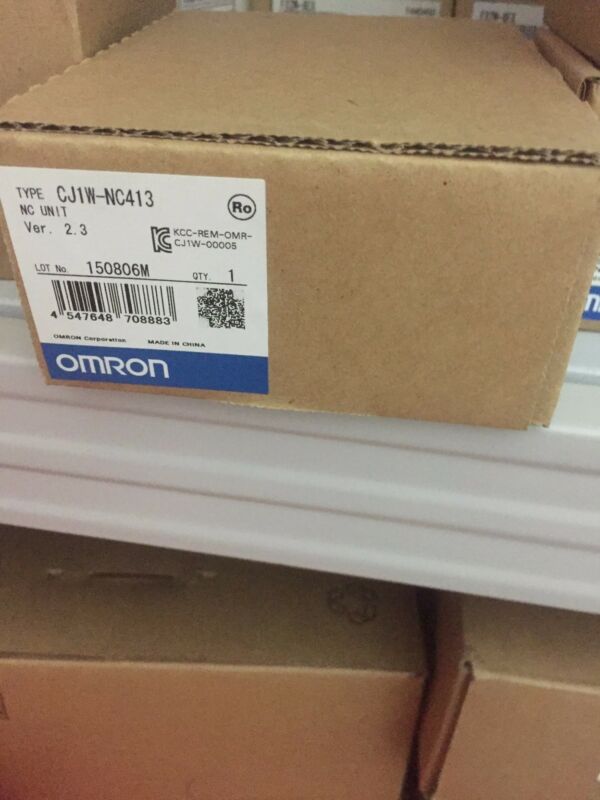 TYPE CJ1W-NC413
NC UNIT
Ver. 2.3
Ro
KCC-REM-OMR-
CJ1W-00005
LOT No. 150806M QTY. 1
4 547648 708883
OMRON Corporation MADE IN CHINA
OMRON